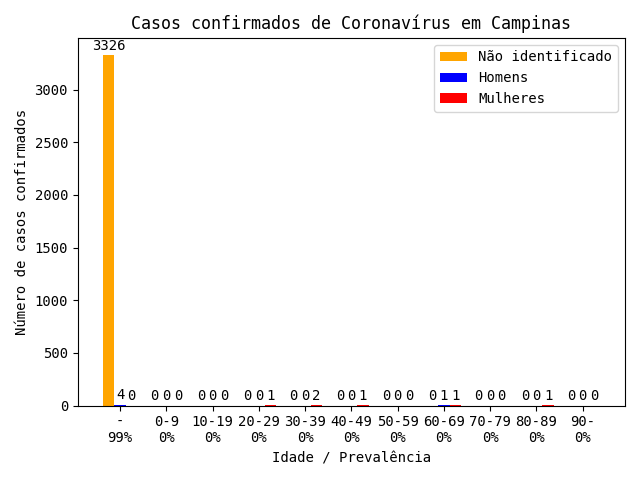 Casos confirmados de Coronavírus em Campinas
3326
Não identificado
Homens
Mulheres
Número de casos confirmados
3000
2500
2000
1500
1000
500
0
4 0 0 0 0 0 0 0 0 0 1 0 0 2 0 0 1 0 0 0 0 1 1 0 0 0 0 0 1 0 0 0
- 0-9 10-19 20-29 30-39 40-49 50-59 60-69 70-79 80-89 90-
99% 0% 0% 0% 0% 0% 0% 0% 0% 0% 0%
Idade / Prevalência